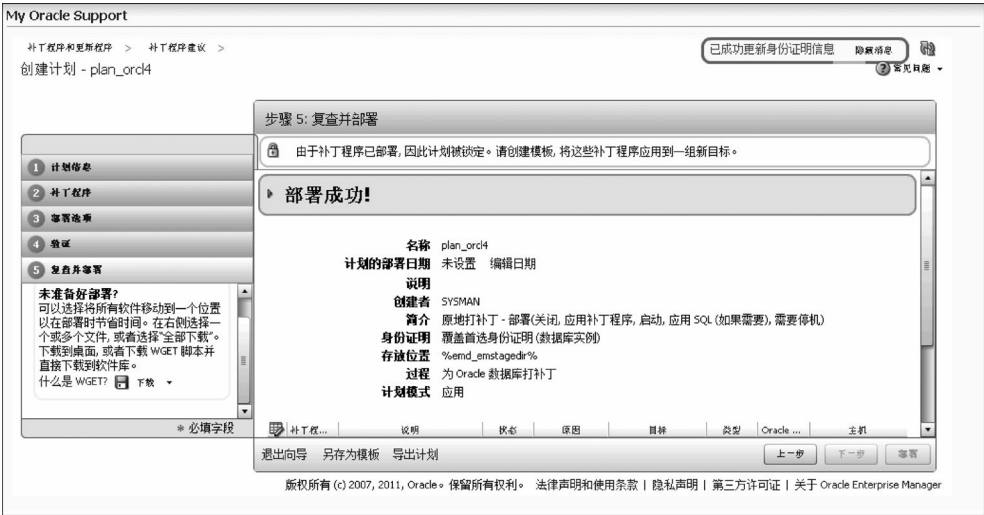 My Oracle Support
补丁程序和更新程序 > 补丁程序建议 >
已成功更新身份证明信息 隐藏消息
创建计划 - plan_orcl4
常见问题
步骤 5: 复查并部署
由于补丁程序已部署, 因此计划被锁定。请创建模板, 将这些补丁程序应用到一组新目标。
1 计划信息
2 补丁程序
3 部署选项
4 验证
5 复查并部署
未准备好部署?
可以选择将所有软件移动到一个位置
以在部署时节省时间。在右侧选择一
个或多个文件, 或者选择“全部下载”。
下载到桌面, 或者下载 WGET 脚本并
直接下载到软件库。
什么是 WGET? 下载
* 必填字段
部署成功!
名称 plan_orcl4
计划的部署日期 未设置 编辑日期
说明
创建者 SYSMAN
简介 原地打补丁 - 部署(关闭, 应用补丁程序, 启动, 应用 SQL (如果需要), 需要停机)
身份证明 覆盖首选身份证明 (数据库实例)
存放位置 %emd_emstagedir%
过程 为 Oracle 数据库打补丁
计划模式 应用
补丁程... 说明 状态 原因 目标 类型 Oracle ... 主机
退出向导 另存为模板 导出计划 上一步 下一步 部署
版权所有 (c) 2007, 2011, Oracle。保留所有权利。 法律声明和使用条款 | 隐私声明 | 第三方许可证 | 关于 Oracle Enterprise Manager